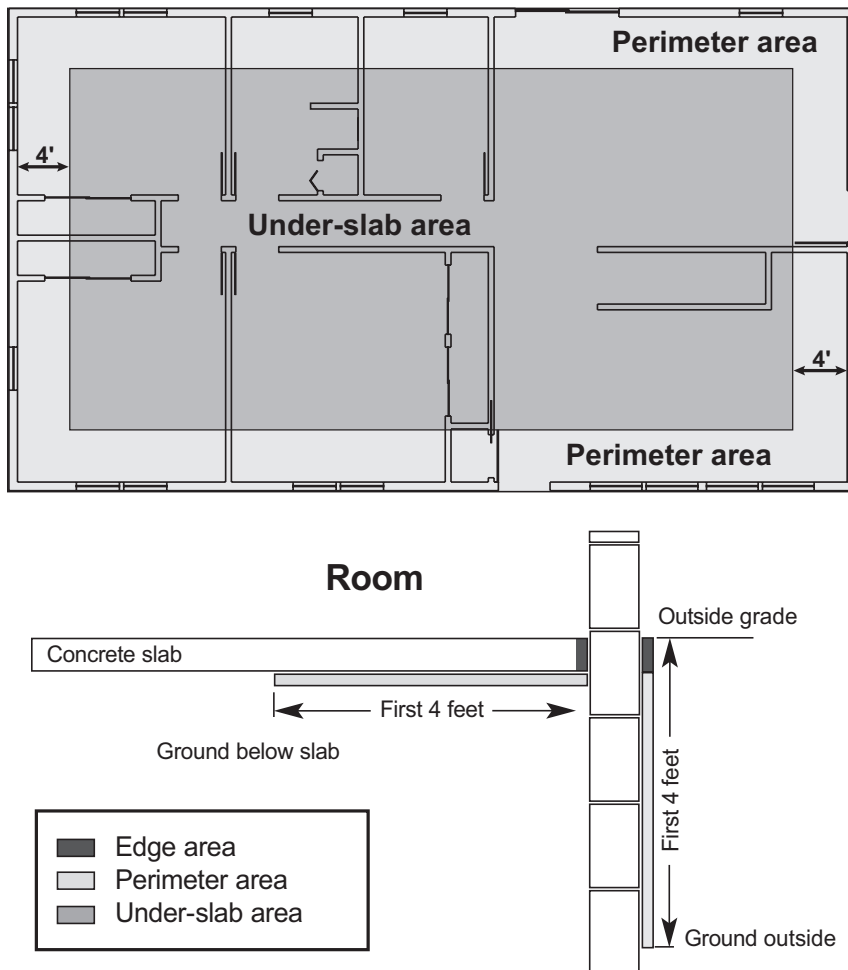 Perimeter area
4'
Under-slab area
4'
Perimeter area
Room
Outside grade
Concrete slab
First 4 feet
First 4 feet
Ground below slab
Edge area
Perimeter area
Under-slab area
Ground outside